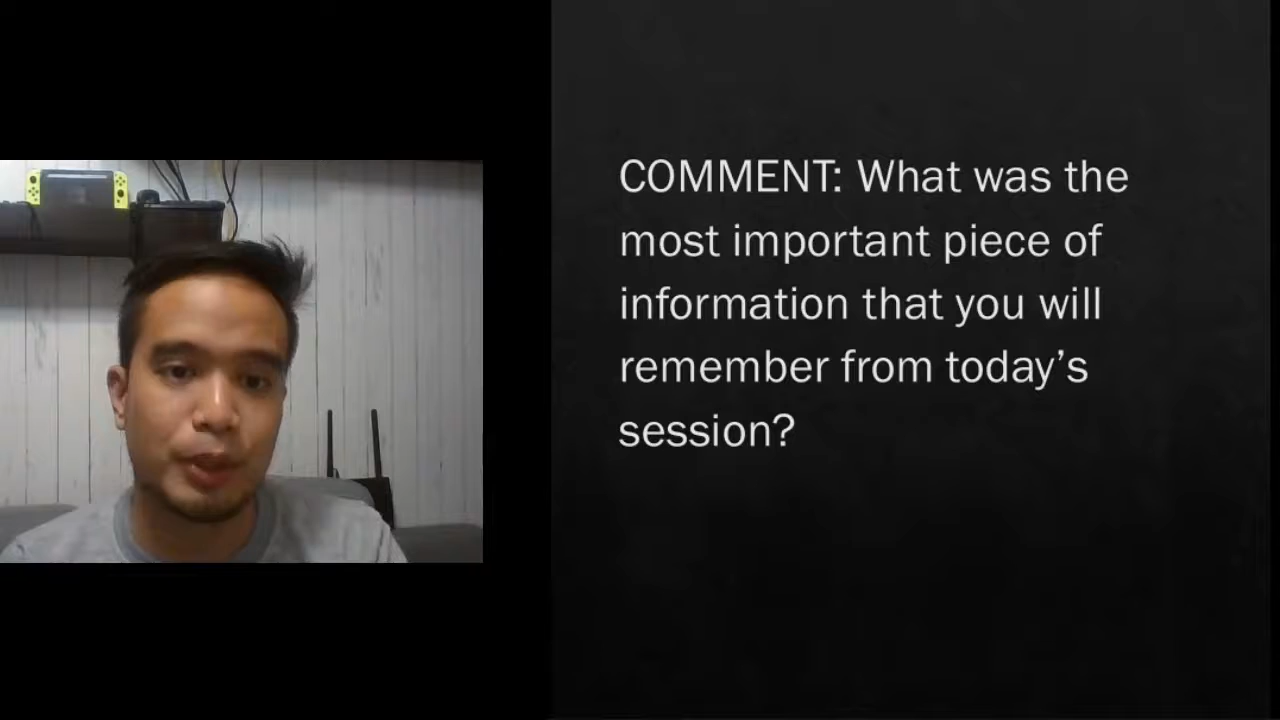 COMMENT: What was the
most important piece of
information that you will
remember from today’s
session?